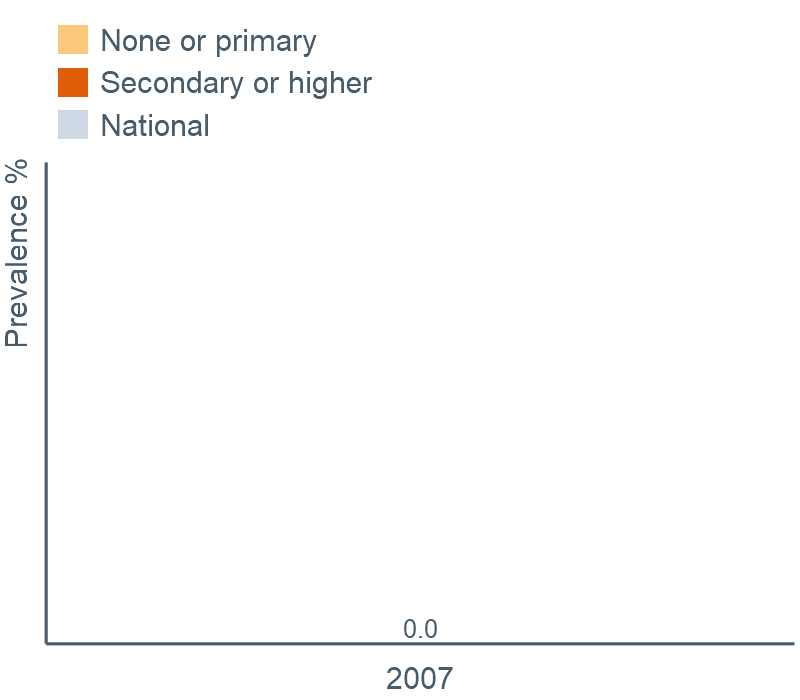 None or primary
Secondary or higher
National
Prevalence %
0.0
2007